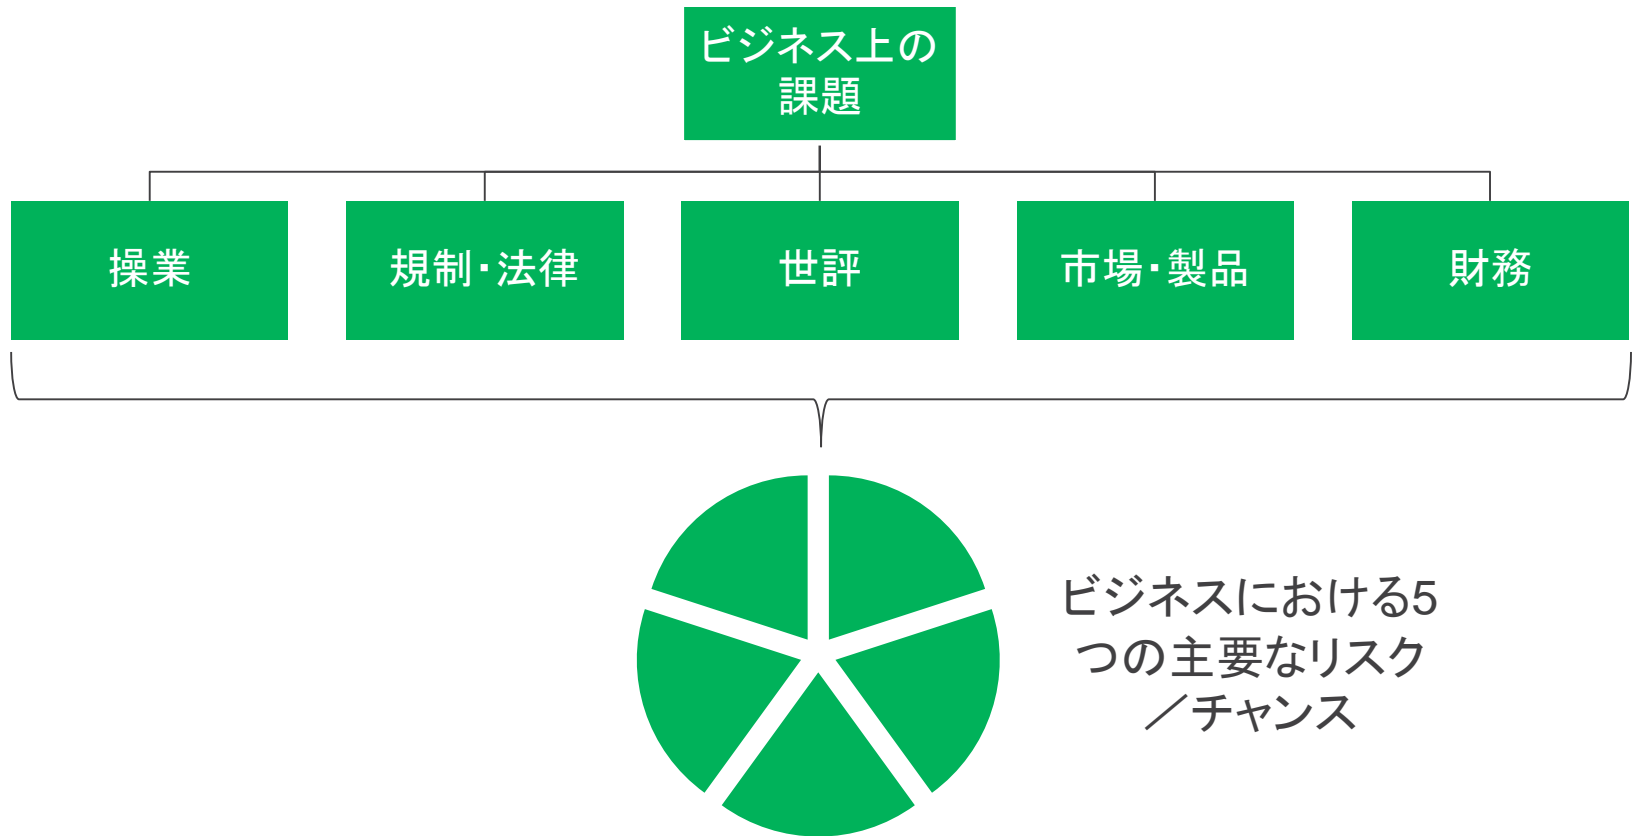 ビジネス上の
課題
操業
規制・法律
世評
市場・製品
財務
ビジネスにおける5
つの主要なリスク
／チャンス